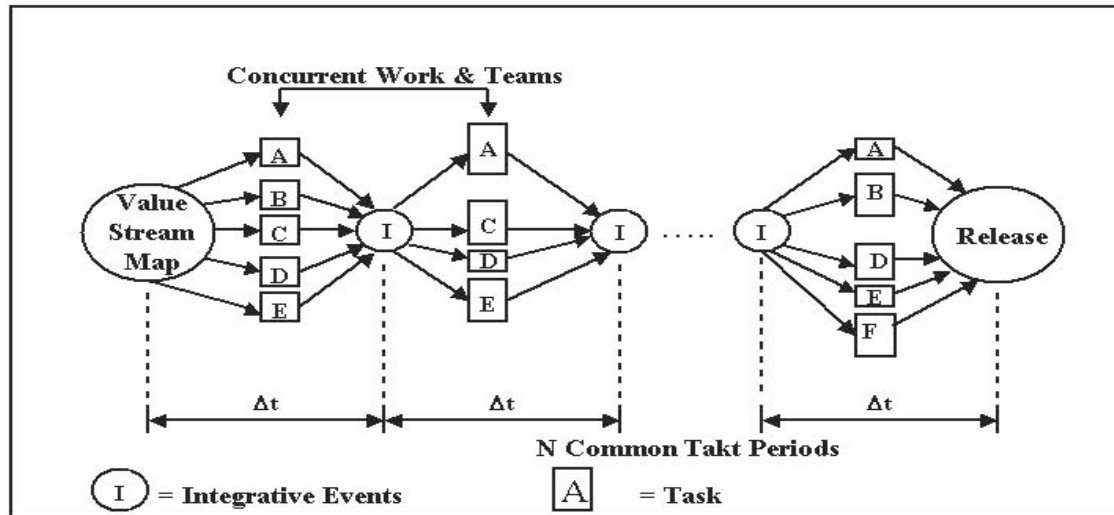 Concurrent Work & Teams
A
A
A
B
B
Value
Stream
Map
C
I
C
I
.....
I
Release
D
D
D
E
E
E
F
Δt
Δt
Δt
N Common Takt Periods
I = Integrative Events
A = Task